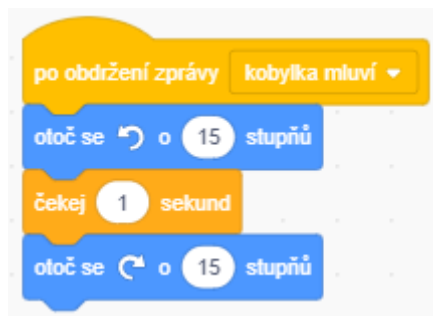 po obdržení zprávy kobylka mluví
otoč se o 15 stupňů
čekej 1 sekund
otoč se o 15 stupňů